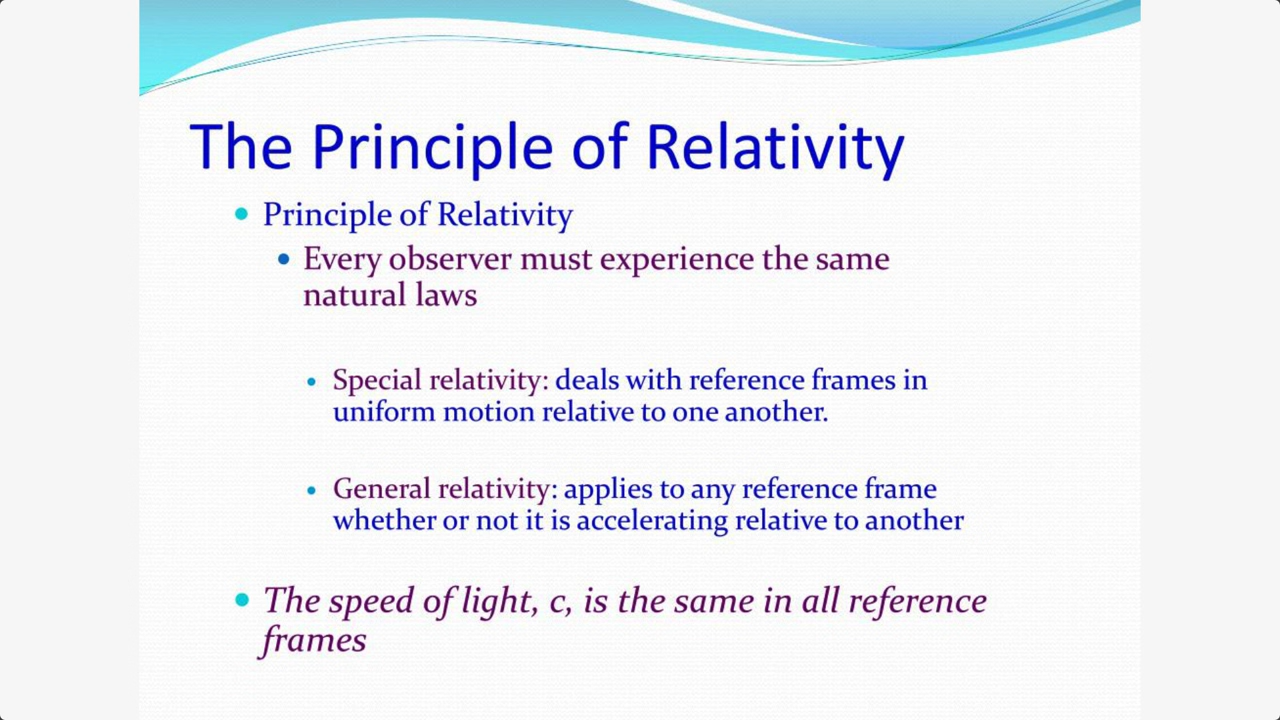 The Principle of Relativity
Principle of Relativity
Every observer must experience the same
natural laws
Special relativity: deals with reference frames in
uniform motion relative to one another.
General relativity: applies to any reference frame
whether or not it is accelerating relative to another
The speed of light, c, is the same in all reference
frames